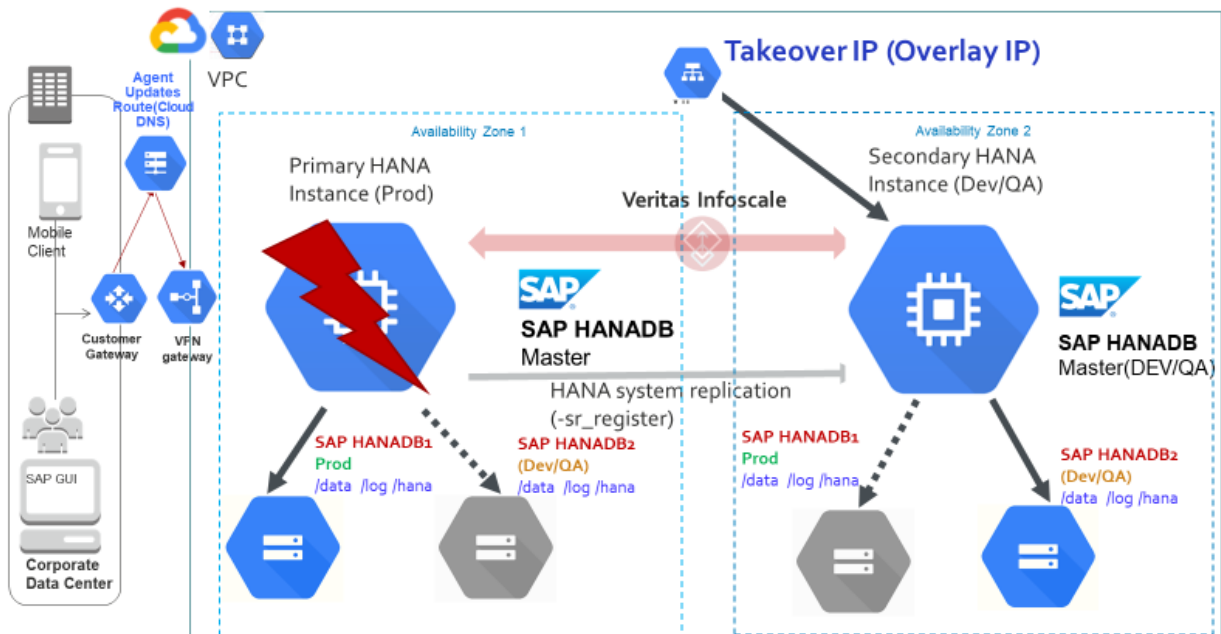 Takeover IP (Overlay IP)
VPC
Agent
Updates
Route(Cloud
DNS)
Availability Zone 1
Availability Zone 2
Primary HANA
Instance (Prod)
Secondary HANA
Instance (Dev/QA)
Veritas Infoscale
Mobile
Client
Customer
Gateway
VPN
gateway
SAP
SAP HANADB
Master
SAP
SAP HANADB
Master(DEV/QA)
HANA system replication
(-sr_register)
SAP HANADB1
Prod
/data /log /hana
SAP HANADB2
(Dev/QA)
/data /log /hana
SAP HANADB1
Prod
/data /log /hana
SAP HANADB2
(Dev/QA)
/data /log /hana
SAP GUI
Corporate
Data Center